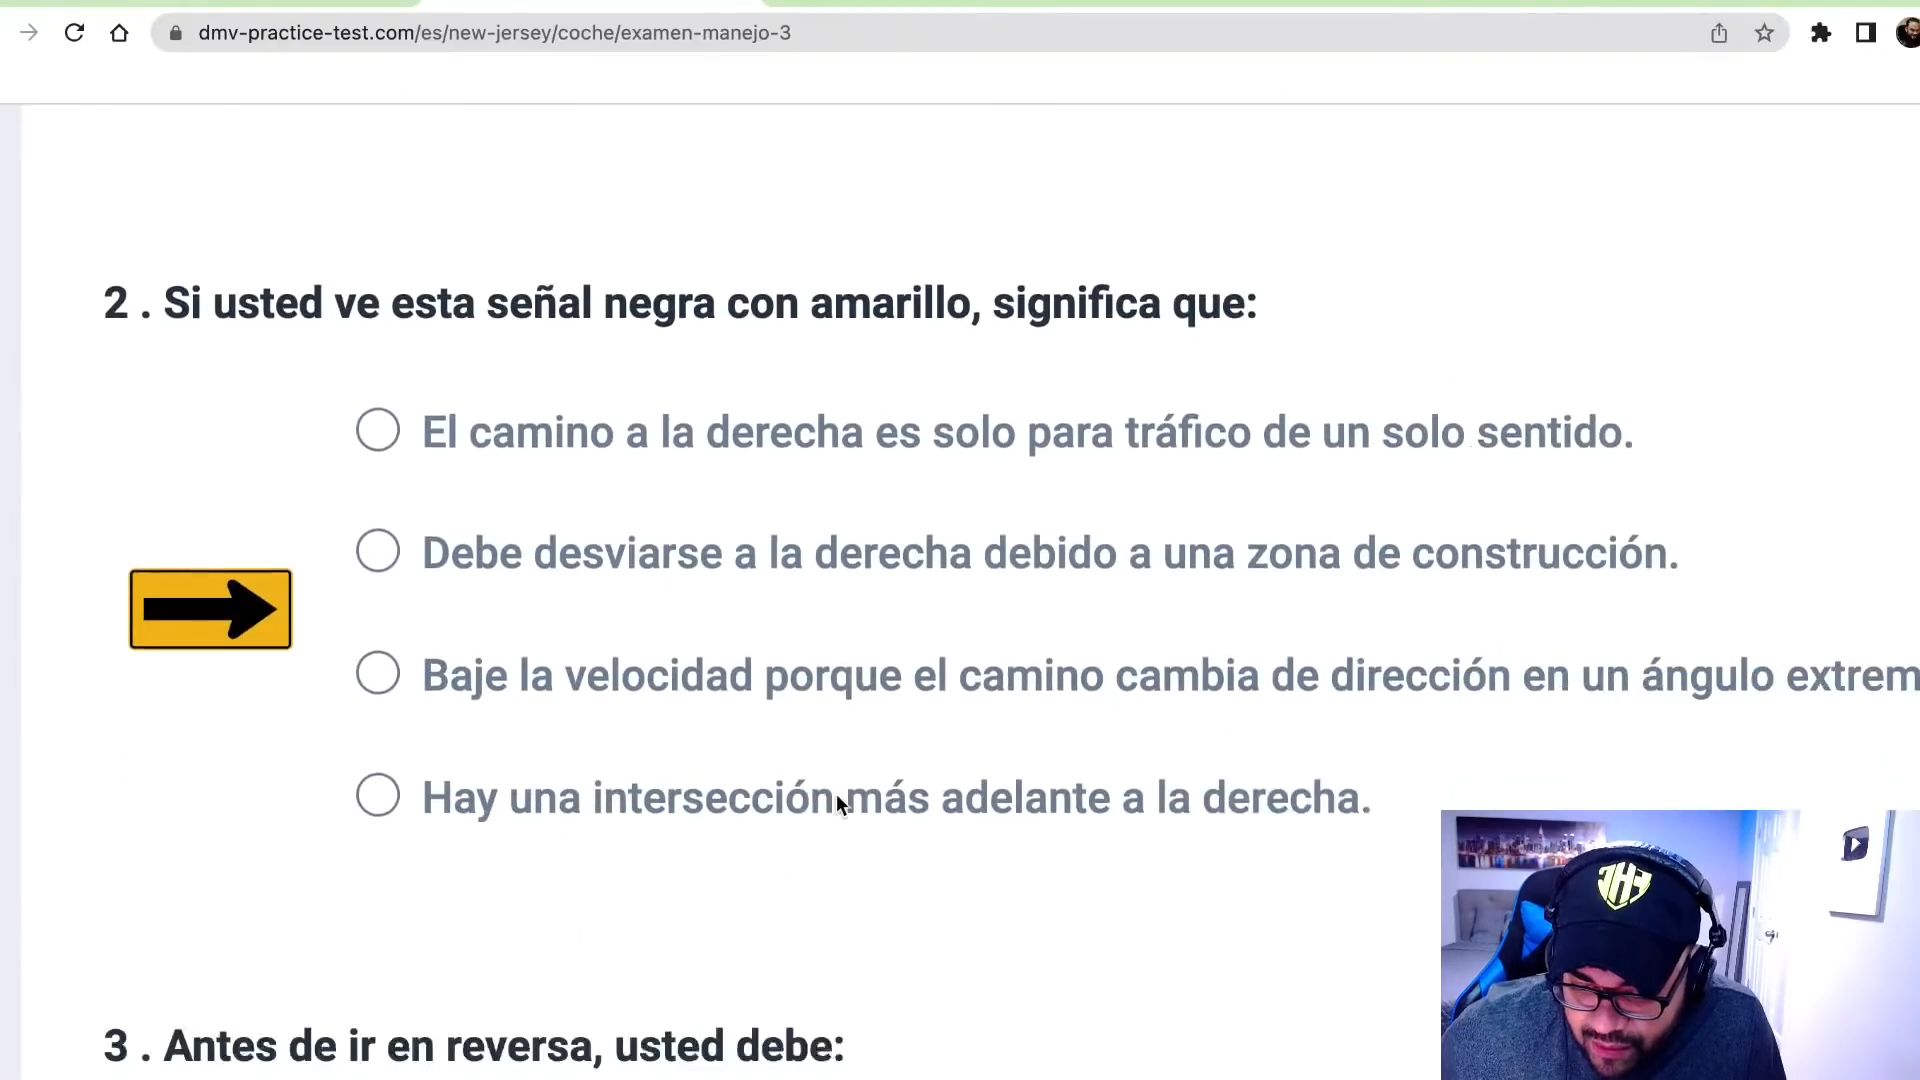 dmv-practice-test.com/es/new-jersey/coche/examen-manejo-3
2 . Si usted ve esta señal negra con amarillo, significa que:
El camino a la derecha es solo para tráfico de un solo sentido.
Debe desviarse a la derecha debido a una zona de construcción.
Baje la velocidad porque el camino cambia de dirección en un ángulo extrem
Hay una intersección más adelante a la derecha.
JHF
3 . Antes de ir en reversa, usted debe: